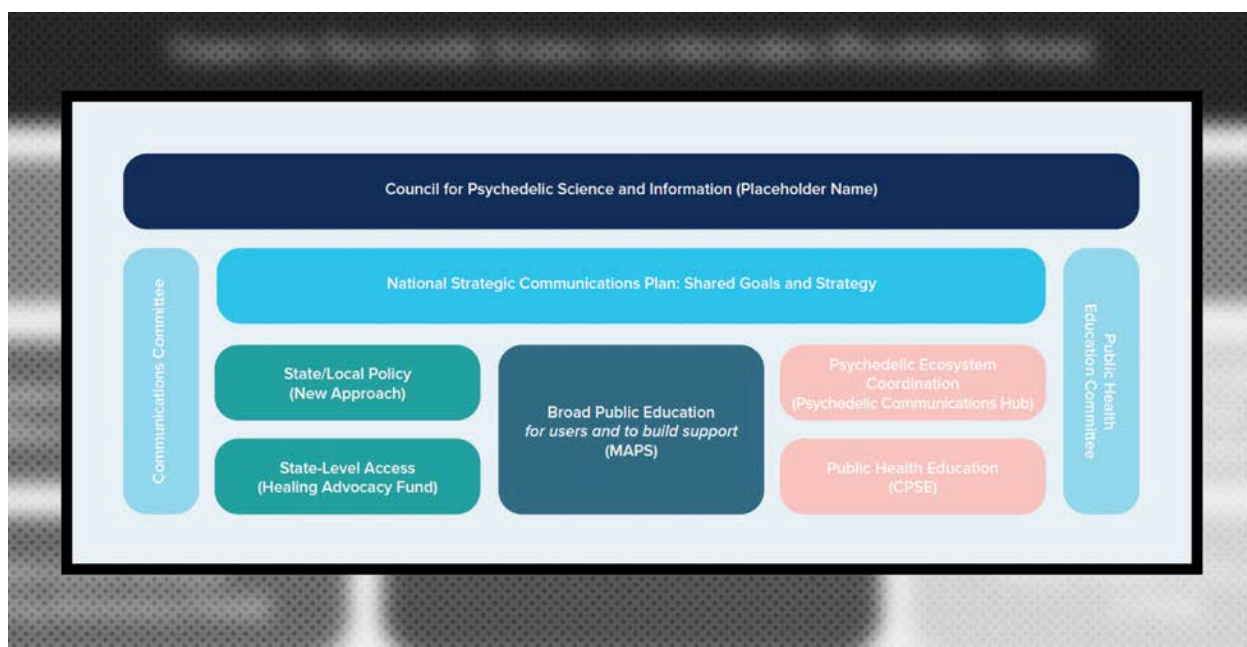 Council for Psychedelic Science and Information (Placeholder Name)
Communications Committee
National Strategic Communications Plan: Shared Goals and Strategy
State/Local Policy
(New Approach)
State-Level Access
(Healing Advocacy Fund)
Broad Public Education
for users and to build support
(MAPS)
Psychedelic Ecosystem
Coordination
(Psychedelic Communications Hub)
Public Health Education
(CPSE)
Public Health
Education Committee